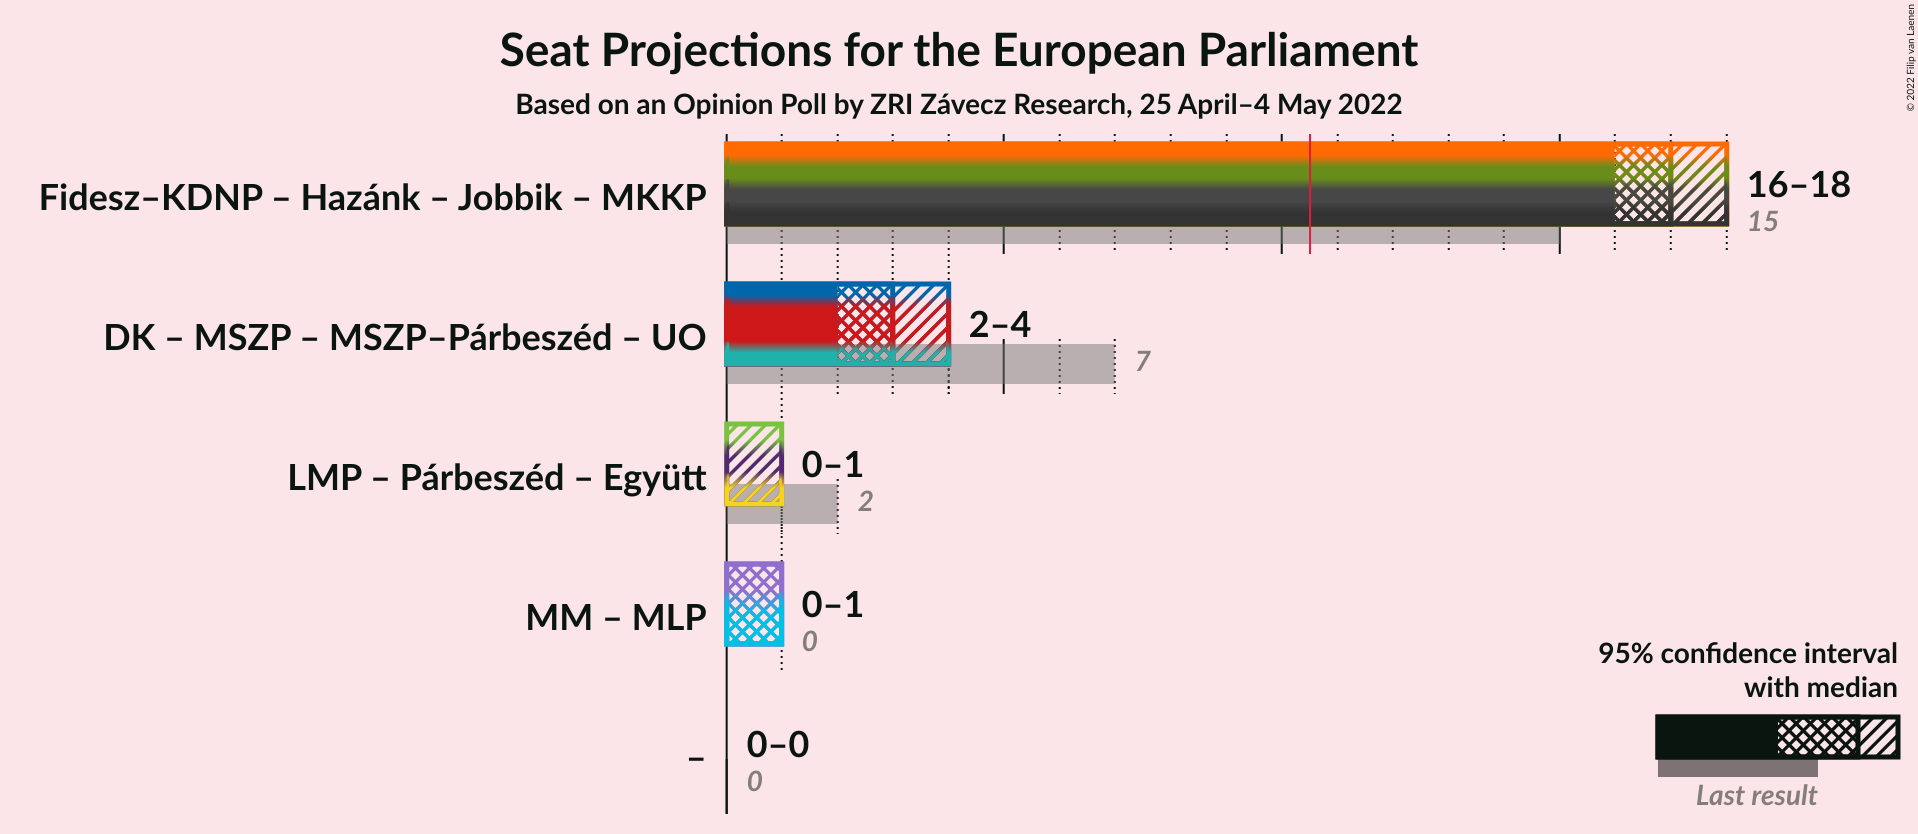 Seat Projections for the European Parliament
Based on an Opinion Poll by ZRI Závecz Research, 25 April–4 May 2022
© 2022 Filip van Laenen
Fidesz–KDNP – Hazánk – Jobbik – MKKP
16–18
15
DK – MSZP – MSZP–Párbeszéd – UO
2–4
7
LMP – Párbeszéd – Együtt
0–1
2
MM – MLP
0–1
0
–
0–0
0
95% confidence interval
with median
Last result